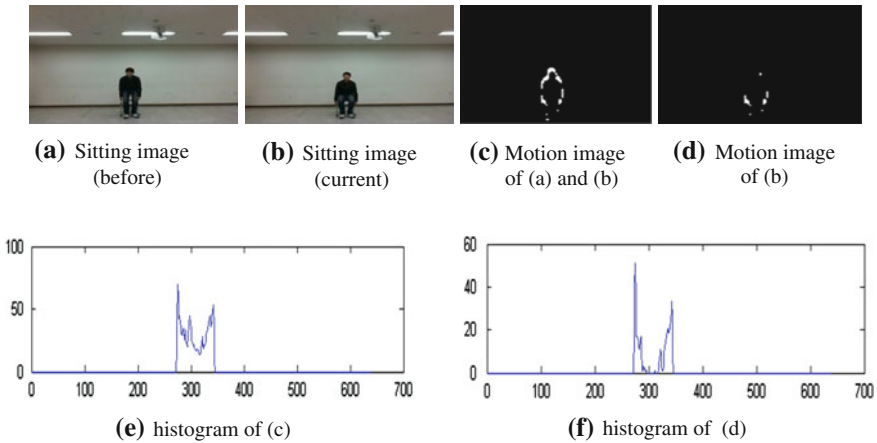 (a) Sitting image
(before)
(b) Sitting image
(current)
(c) Motion image
of (a) and (b)
(d) Motion image
of (b)
100
50
0
0 100 200 300 400 500 600 700
(e) histogram of (c)
60
40
20
0
0 100 200 300 400 500 600 700
(f) histogram of (d)